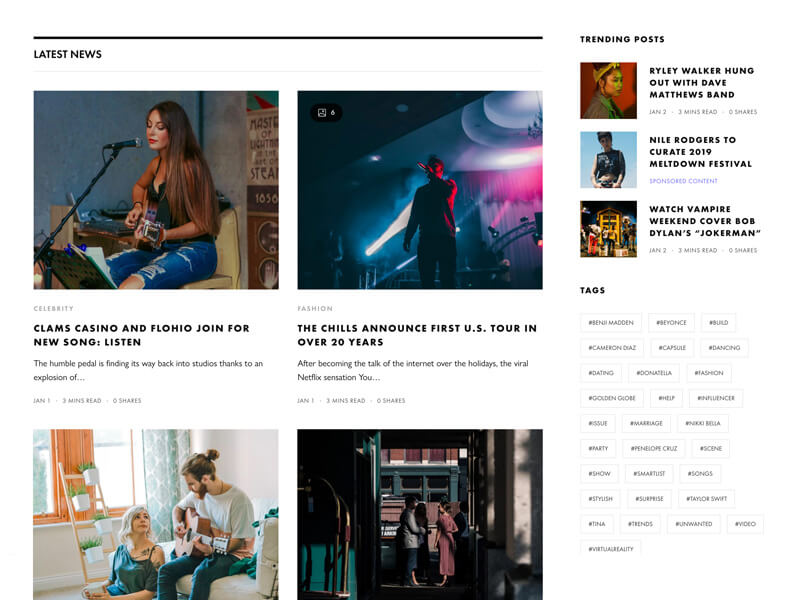 LATEST NEWS
6
CELEBRITY
CLAMS CASINO AND FLOHIO JOIN FOR
NEW SONG: LISTEN
The humble pedal is finding its way back into studios thanks to an
explosion of…
JAN 1 · 3 MINS READ · 0 SHARES
FASHION
THE CHILLS ANNOUNCE FIRST U.S. TOUR IN
OVER 20 YEARS
After becoming the talk of the internet over the holidays, the viral
Netflix sensation You…
JAN 1 · 3 MINS READ · 0 SHARES
TRENDING POSTS
RYLEY WALKER HUNG
OUT WITH DAVE
MATTHEWS BAND
JAN 2 · 3 MINS READ · 0 SHARES
NILE RODGERS TO
CURATE 2019
MELTDOWN FESTIVAL
SPONSORED CONTENT
WATCH VAMPIRE
WEEKEND COVER BOB
DYLAN’S “JOKERMAN”
JAN 2 · 3 MINS READ · 0 SHARES
TAGS
#BENJI MADDEN #BEYONCE #BUILD
#CAMERON DIAZ #CAPSULE #DANCING
#DATING #DONATELLA #FASHION
#GOLDEN GLOBE #HELP #INFLUENCER
#ISSUE #MARRIAGE #NIKKI BELLA
#PARTY #PENELOPE CRUZ #SCENE
#SHOW #SMARTLIST #SONGS
#STYLISH #SURPRISE #TAYLOR SWIFT
#TINA #TRENDS #UNWANTED #VIDEO
#VIRTUALREALITY